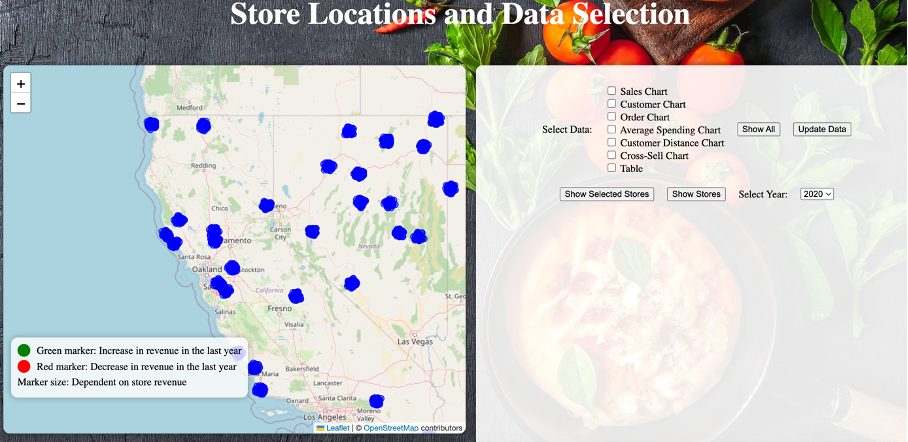 Store Locations and Data Selection
+
−
Medford
Redding
Chico
Carson
City
Nevada
Santa Rosa
Oakland
California
Fresno
Salinas
Visalia
St. Geo
Las Vegas
Maria
Bakersfield
Lancaster
Oxnard
Santa Clarita
Los Angeles
Moreno
Valley
Green marker: Increase in revenue in the last year
Red marker: Decrease in revenue in the last year
Marker size: Dependent on store revenue
Leaflet | © OpenStreetMap contributors
Select Data:
Sales Chart
Customer Chart
Order Chart
Average Spending Chart
Customer Distance Chart
Cross-Sell Chart
Table
Show All
Update Data
Show Selected Stores
Show Stores
Select Year:
2020